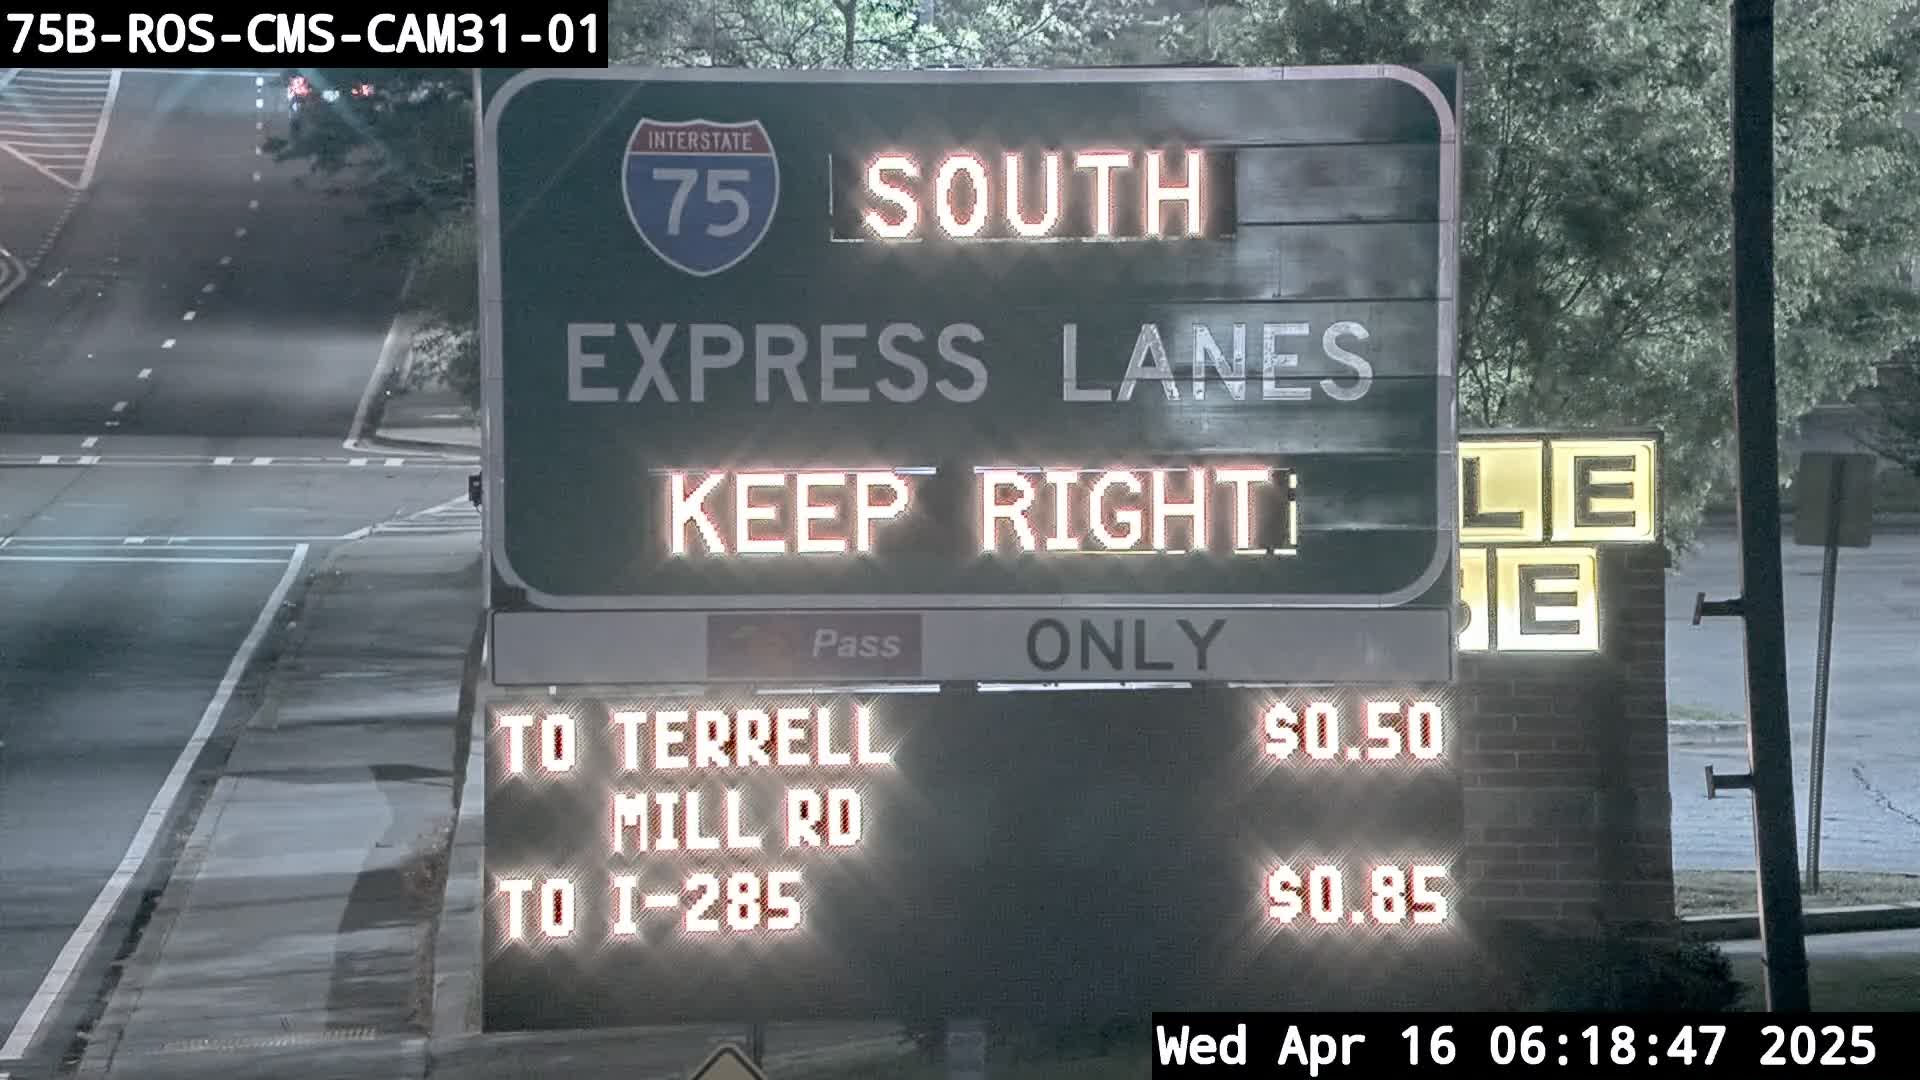 75B-ROS-CMS-CAM31-01
INTERSTATE
75
SOUTH
EXPRESS LANES
KEEP RIGHT
Pass ONLY
TO TERRELL $0.50
MILL RD
TO I-285 $0.85
LE
E
Wed Apr 16 06:18:47 2025